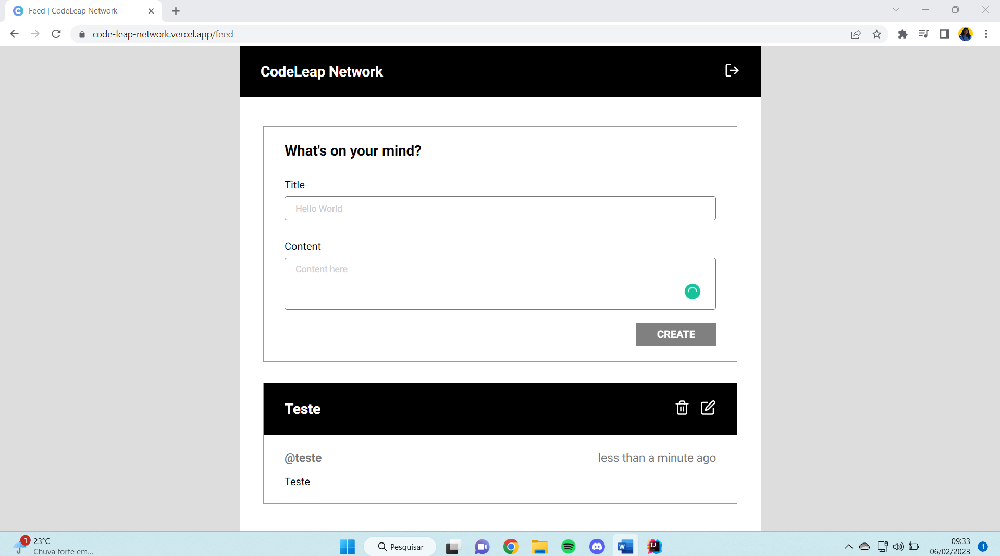 Feed | CodeLeap Network
code-leap-network.vercel.app/feed
CodeLeap Network
What's on your mind?
Title
Hello World
Content
Content here
CREATE
Teste
@teste
less than a minute ago
Teste
1
23°C
Chuva forte em...
Pesquisar
W
IJ
09:33
06/02/2023
1